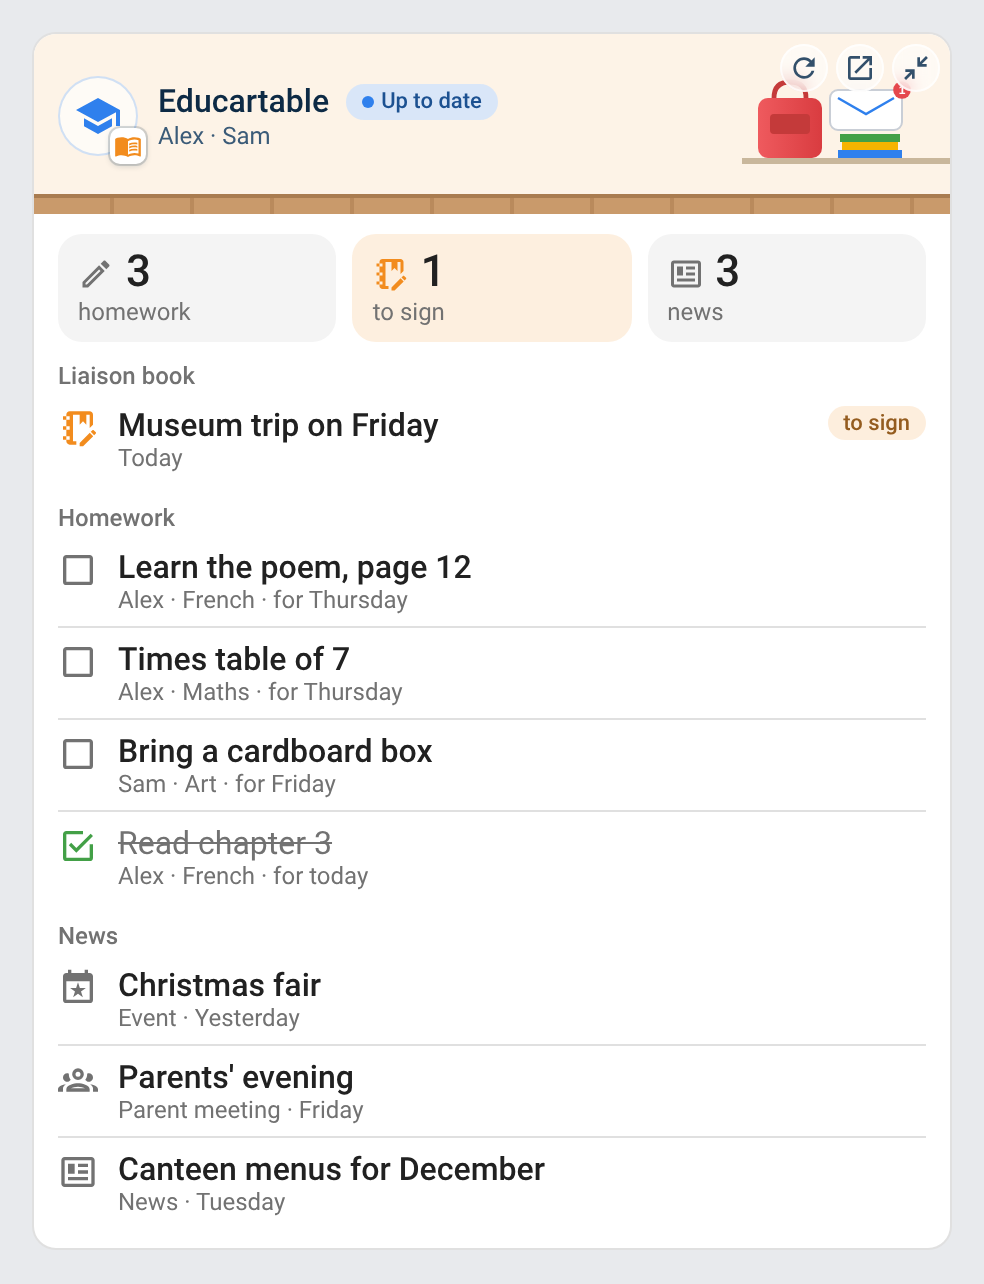 Educartable
Up to date
Alex · Sam
1
3
homework
1
to sign
3
news
Liaison book
Museum trip on Friday
to sign
Today
Homework
Learn the poem, page 12
Alex · French · for Thursday
Times table of 7
Alex · Maths · for Thursday
Bring a cardboard box
Sam · Art · for Friday
Read chapter 3
Alex · French · for today
News
Christmas fair
Event · Yesterday
Parents' evening
Parent meeting · Friday
Canteen menus for December
News · Tuesday